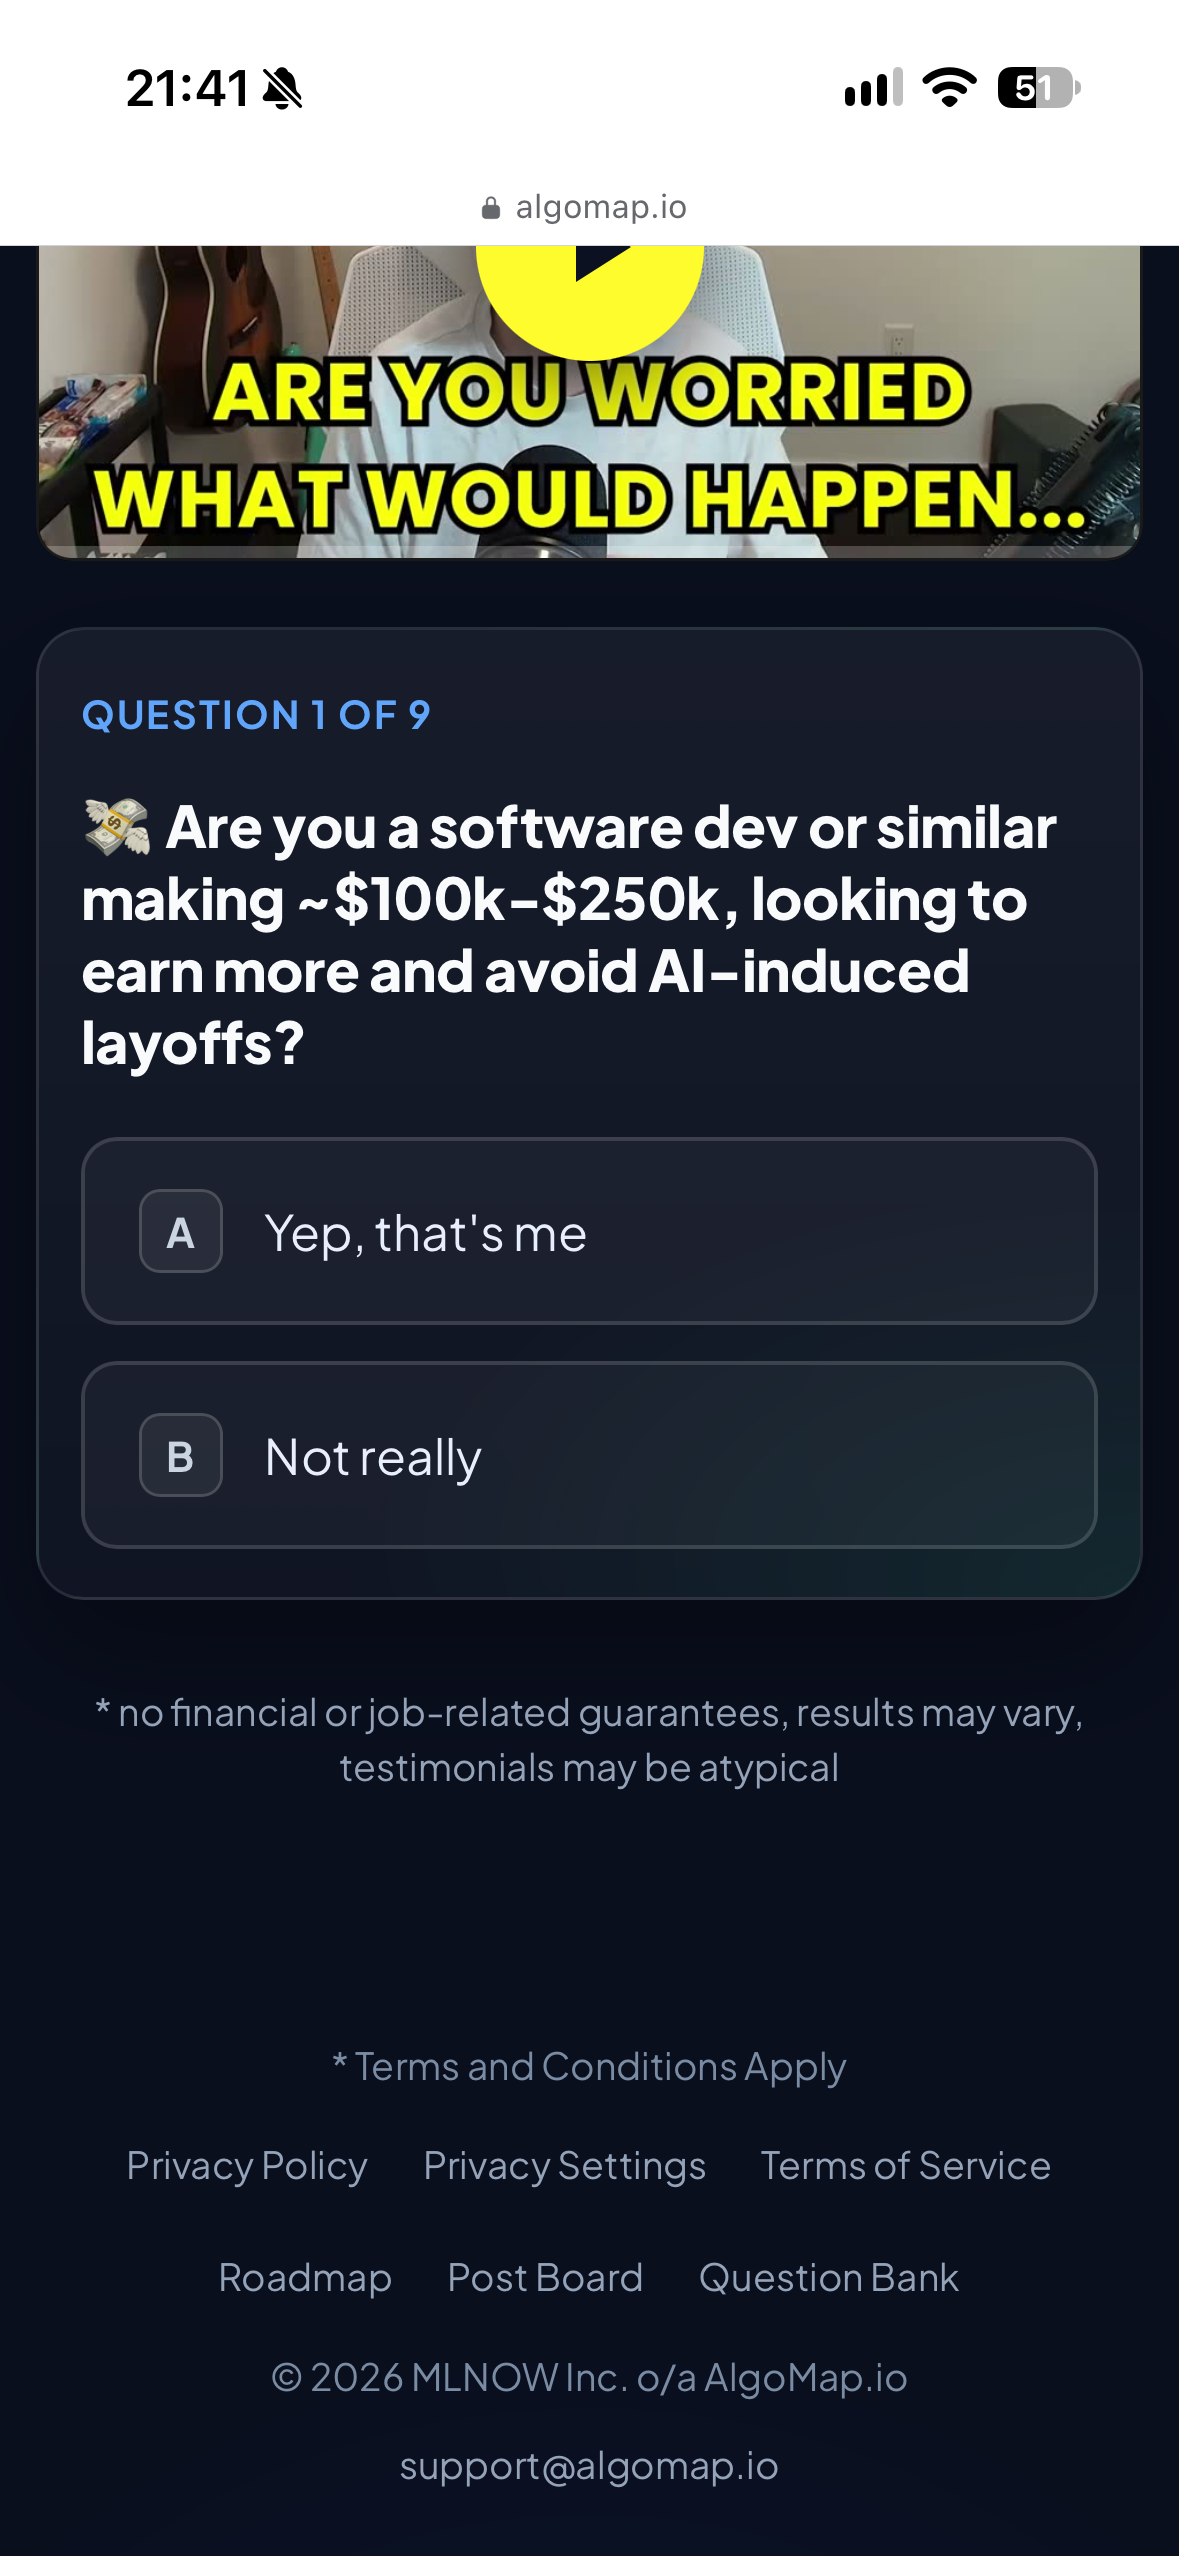 21:41
51
algomap.io
ARE YOU WORRIED
WHAT WOULD HAPPEN...
QUESTION 1 OF 9
💸 Are you a software dev or similar
making ~$100k–$250k, looking to
earn more and avoid AI-induced
layoffs?
A Yep, that's me
B Not really
* no financial or job-related guarantees, results may vary,
testimonials may be atypical
* Terms and Conditions Apply
Privacy Policy Privacy Settings Terms of Service
Roadmap Post Board Question Bank
© 2026 MLNOW Inc. o/a AlgoMap.io
support@algomap.io